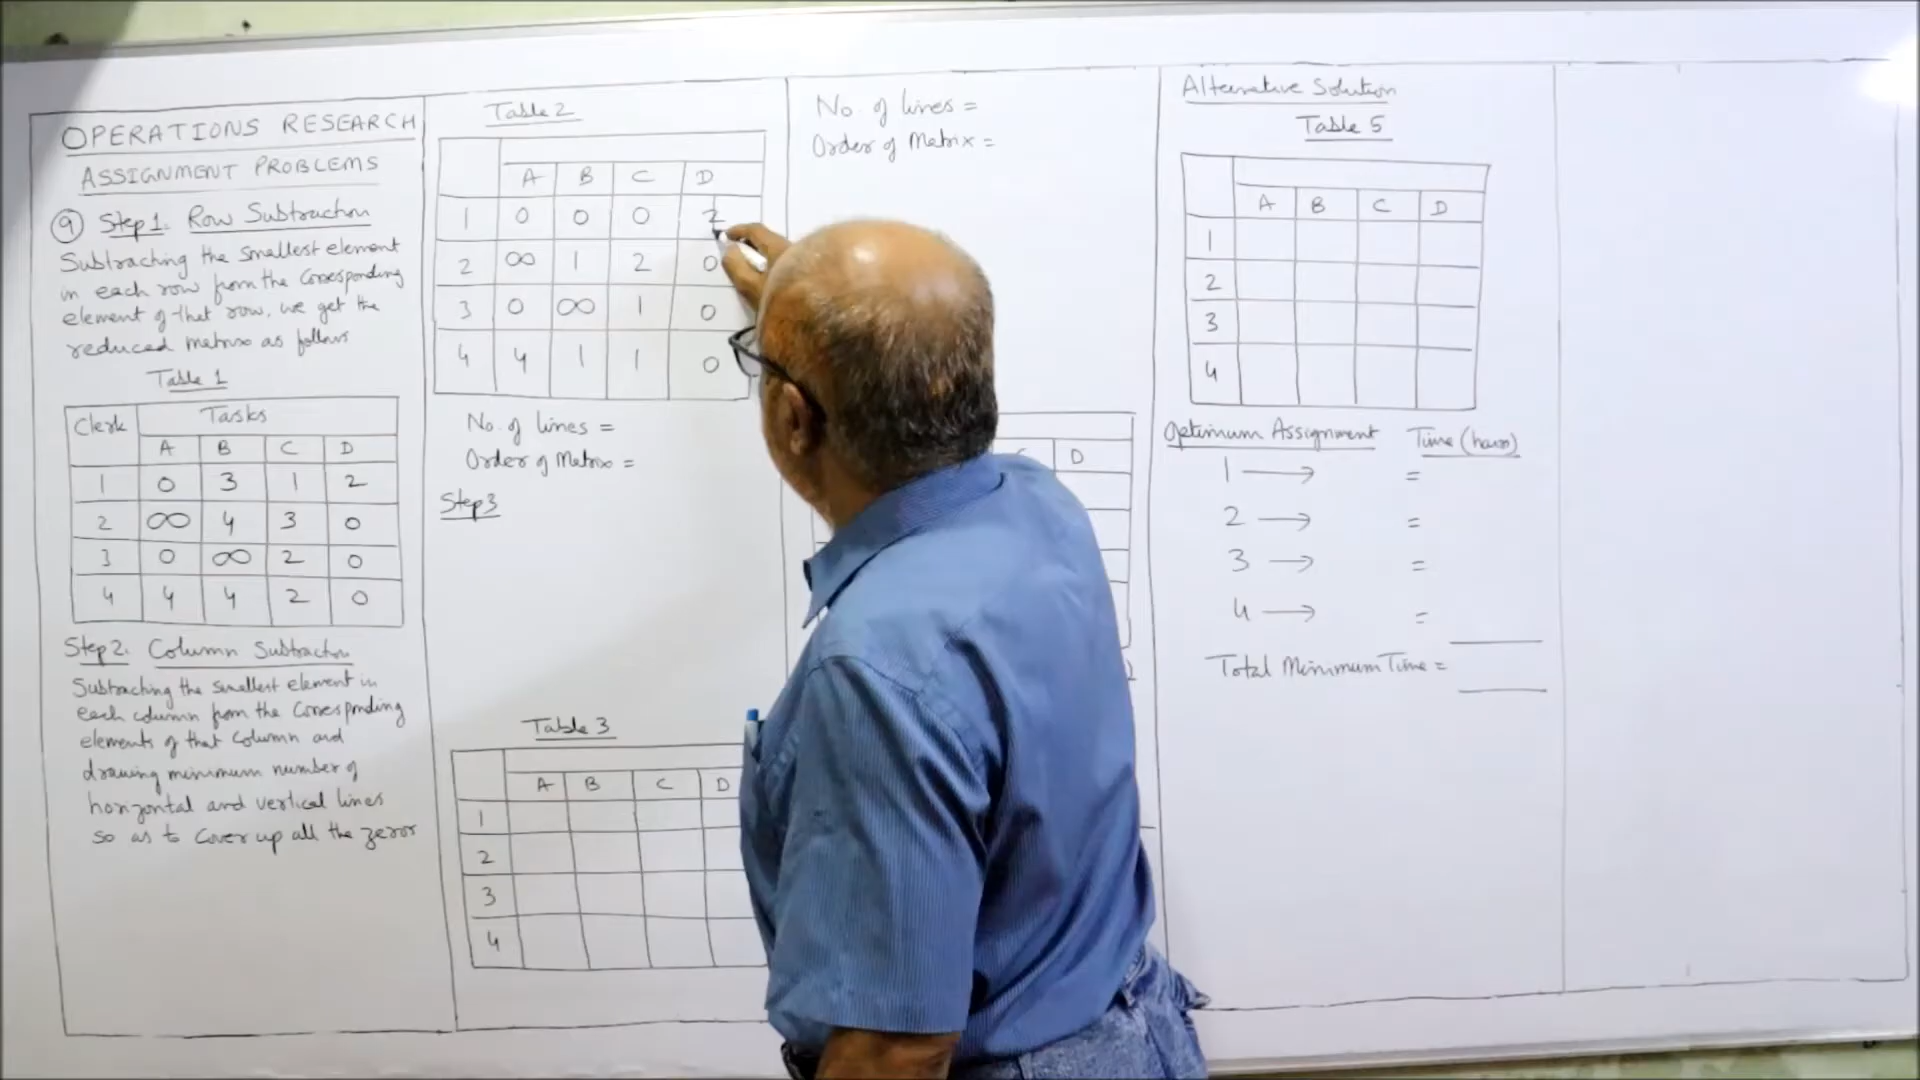 OPERATIONS RESEARCH
ASSIGNMENT PROBLEMS
9 Step 1. Row Subtraction
Subtracting the smallest element
in each row from the Corresponding
element of that row, we get the
reduced matrix as follows
Table 1
Clerk Tasks
A B C D
1 0 3 1 2
2 ∞ 4 3 0
3 0 ∞ 2 0
4 4 4 2 0
Step 2. Column Subtractn
Subtracting the smallest element in
each column from the Corresponding
elements of that Column and
drawing minimum number of
horizontal and vertical lines
so as to Cover up all the zeros
Table 2
A B C D
1 0 0 0 2
2 ∞ 1 2 0
3 0 ∞ 1 0
4 4 1 1 0
No. of lines =
Order of Matrix =
Step 3
Table 3
A B C D
1
2
3
4
No. of lines =
Order of Matrix =
C D
Alternative Solution
Table 5
A B C D
1
2
3
4
Optimum Assignment Time (hours)
1 → =
2 → =
3 → =
4 → =
Total Minimum Time =